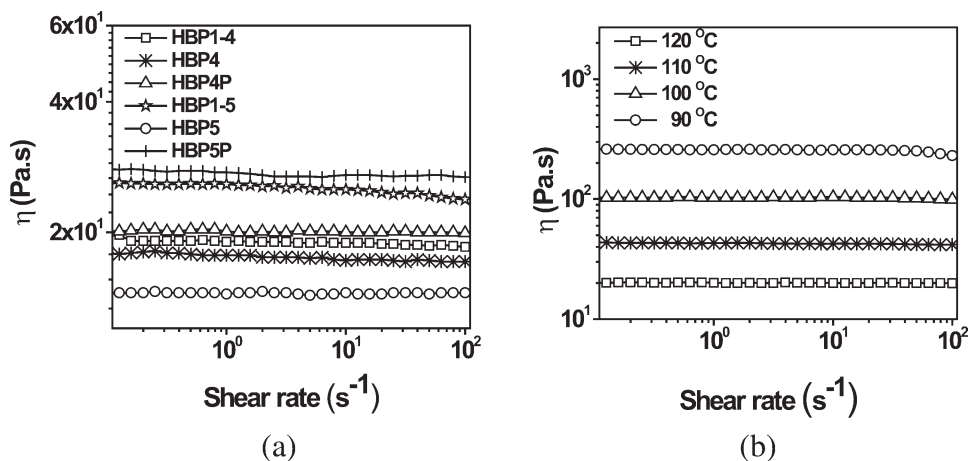 6x10¹
4x10¹
2x10¹
η (Pa.s)
HBP1-4
HBP4
HBP4P
HBP1-5
HBP5
HBP5P
10⁰
10¹
10²
Shear rate (s⁻¹)
(a)
10³
10²
10¹
η (Pa.s)
120 °C
110 °C
100 °C
90 °C
10⁰
10¹
10²
Shear rate (s⁻¹)
(b)